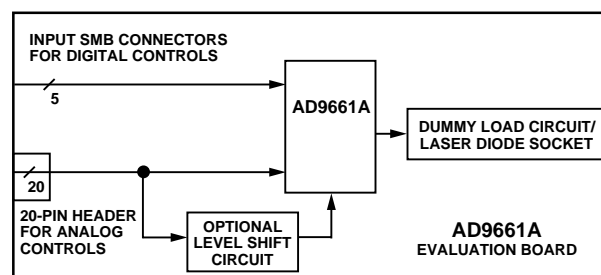 INPUT SMB CONNECTORS
FOR DIGITAL CONTROLS
5
AD9661A
DUMMY LOAD CIRCUIT/
LASER DIODE SOCKET
20
20-PIN HEADER
FOR ANALOG
CONTROLS
OPTIONAL
LEVEL SHIFT
CIRCUIT
AD9661A
EVALUATION BOARD